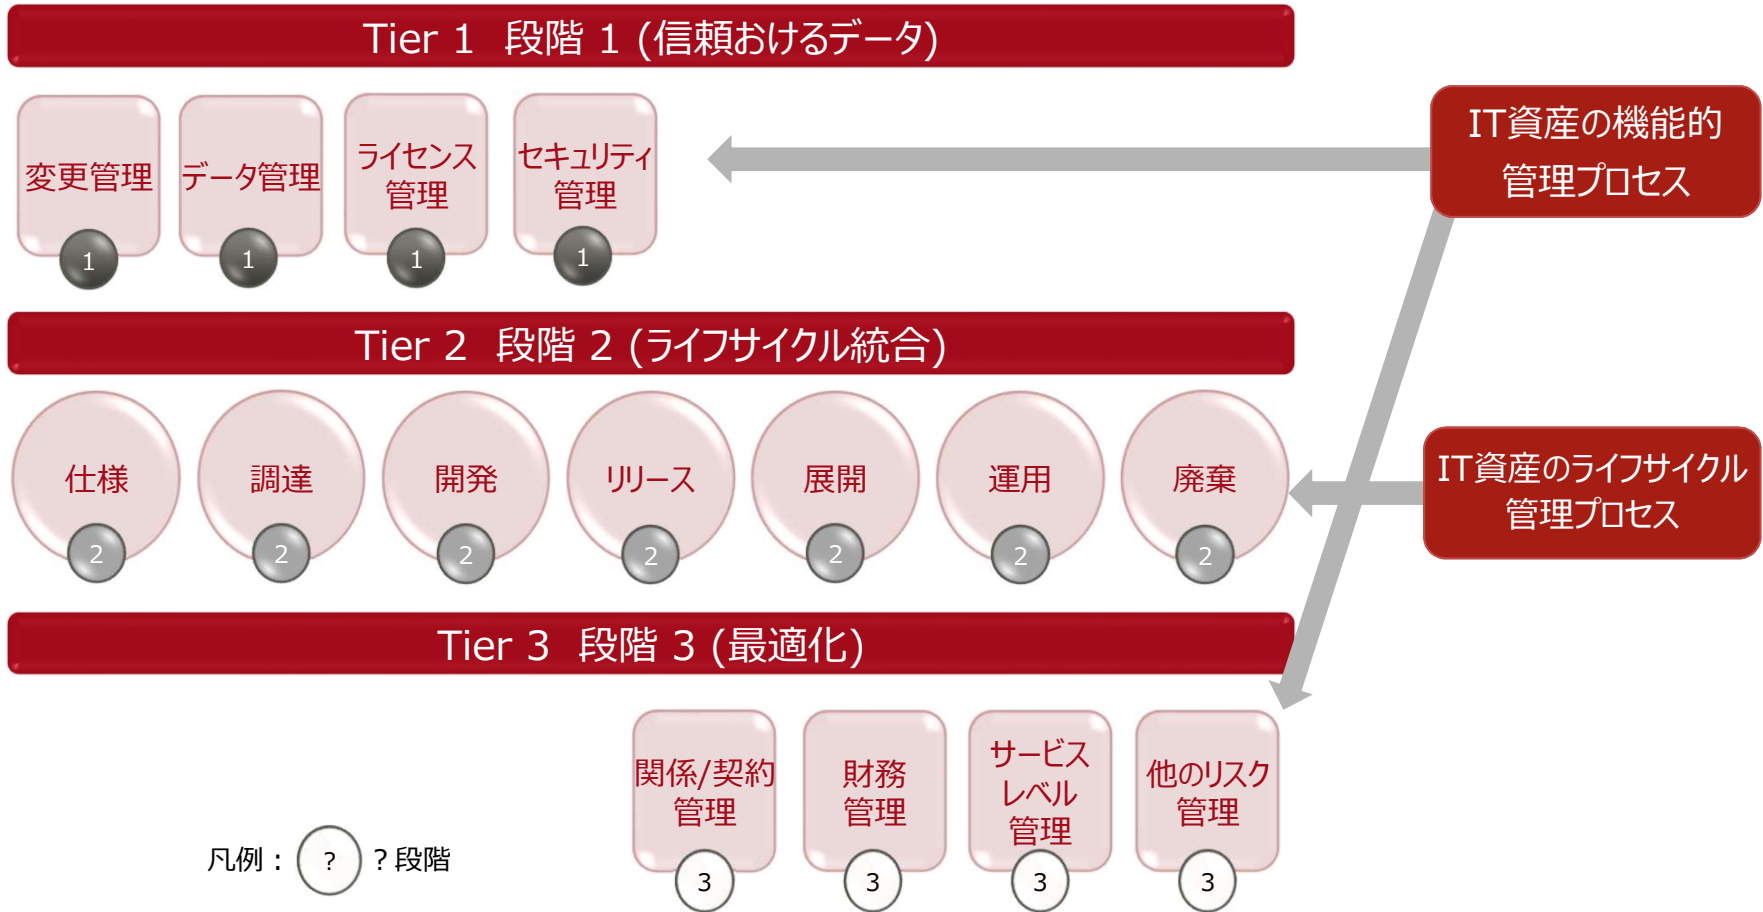 Tier 1 段階 1 (信頼おけるデータ)
変更管理
データ管理
ライセンス
管理
セキュリティ
管理
1
1
1
1
IT資産の機能的
管理プロセス
Tier 2 段階 2 (ライフサイクル統合)
仕様
調達
開発
リリース
展開
運用
廃棄
2
2
2
2
2
2
2
IT資産のライフサイクル
管理プロセス
Tier 3 段階 3 (最適化)
関係/契約
管理
財務
管理
サービス
レベル
管理
他のリスク
管理
3
3
3
3
凡例：
?
？段階